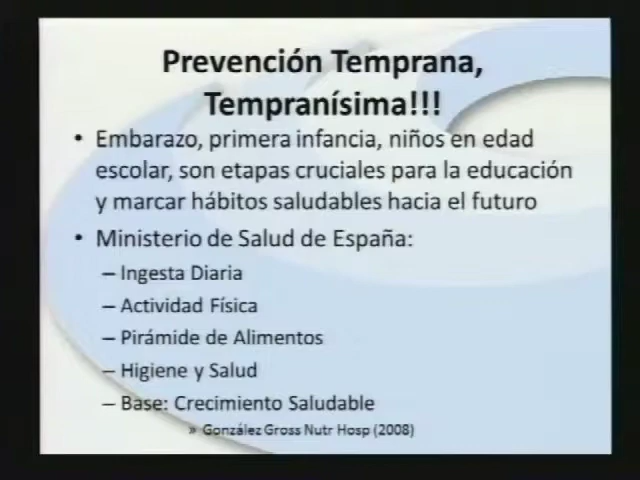 Prevención Temprana,
Tempranísima!!!
• Embarazo, primera infancia, niños en edad
escolar, son etapas cruciales para la educación
y marcar hábitos saludables hacia el futuro
• Ministerio de Salud de España:
– Ingesta Diaria
– Actividad Física
– Pirámide de Alimentos
– Higiene y Salud
– Base: Crecimiento Saludable
» González Gross Nutr Hosp (2008)